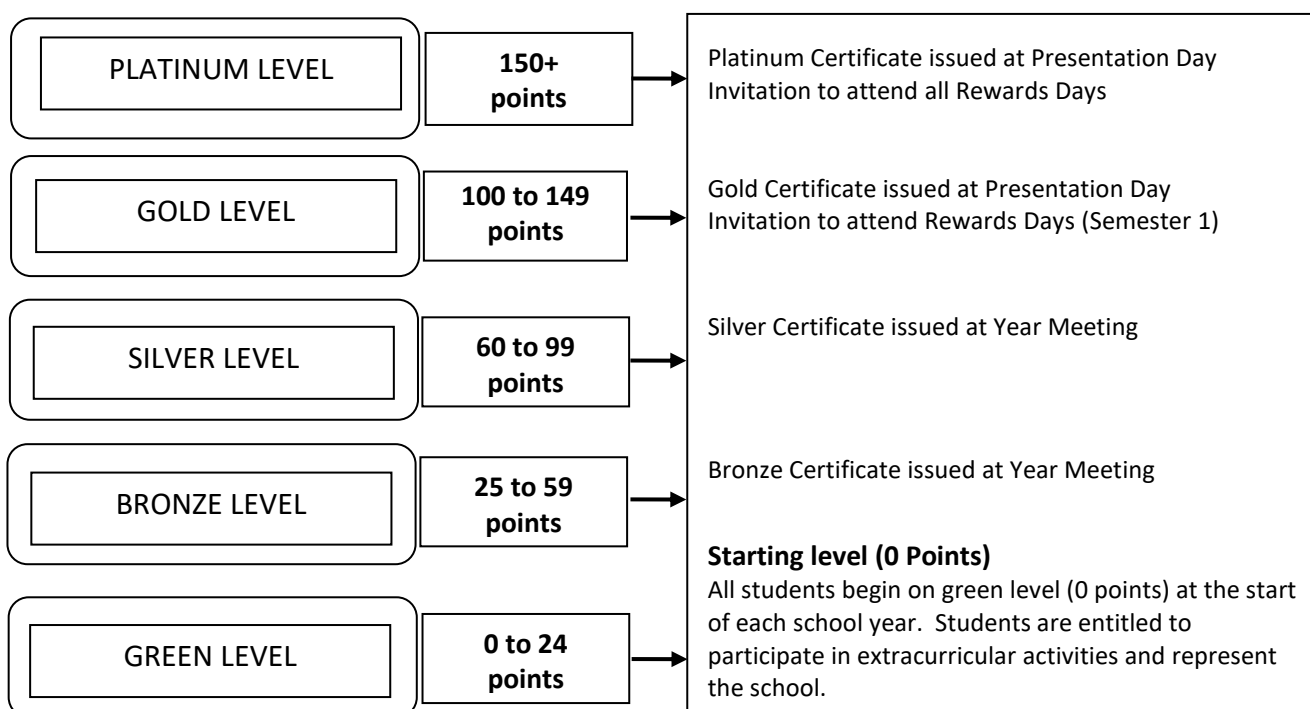 PLATINUM LEVEL
150+
points
Platinum Certificate issued at Presentation Day
Invitation to attend all Rewards Days
GOLD LEVEL
100 to 149
points
Gold Certificate issued at Presentation Day
Invitation to attend Rewards Days (Semester 1)
SILVER LEVEL
60 to 99
points
Silver Certificate issued at Year Meeting
BRONZE LEVEL
25 to 59
points
Bronze Certificate issued at Year Meeting
GREEN LEVEL
0 to 24
points
Starting level (0 Points)
All students begin on green level (0 points) at the start
of each school year.  Students are entitled to
participate in extracurricular activities and represent
the school.